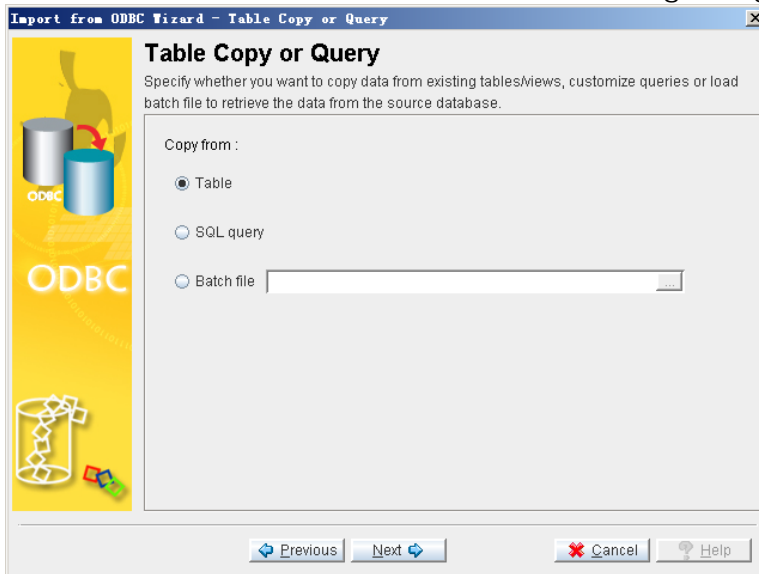 Import from ODBC Wizard - Table Copy or Query
Table Copy or Query
Specify whether you want to copy data from existing tables/views, customize queries or load
batch file to retrieve the data from the source database.
Copy from :
Table
ODBC
SQL query
ODBC
Batch file
...
Previous
Next
Cancel
Help